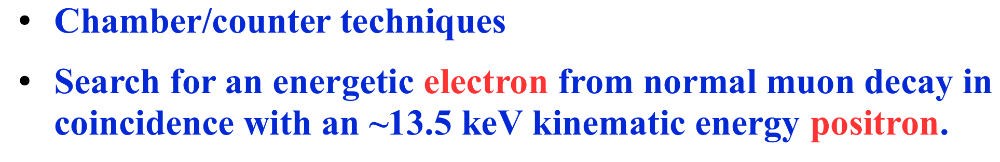 • Chamber/counter techniques
• Search for an energetic electron from normal muon decay in
coincidence with an ~13.5 keV kinematic energy positron.